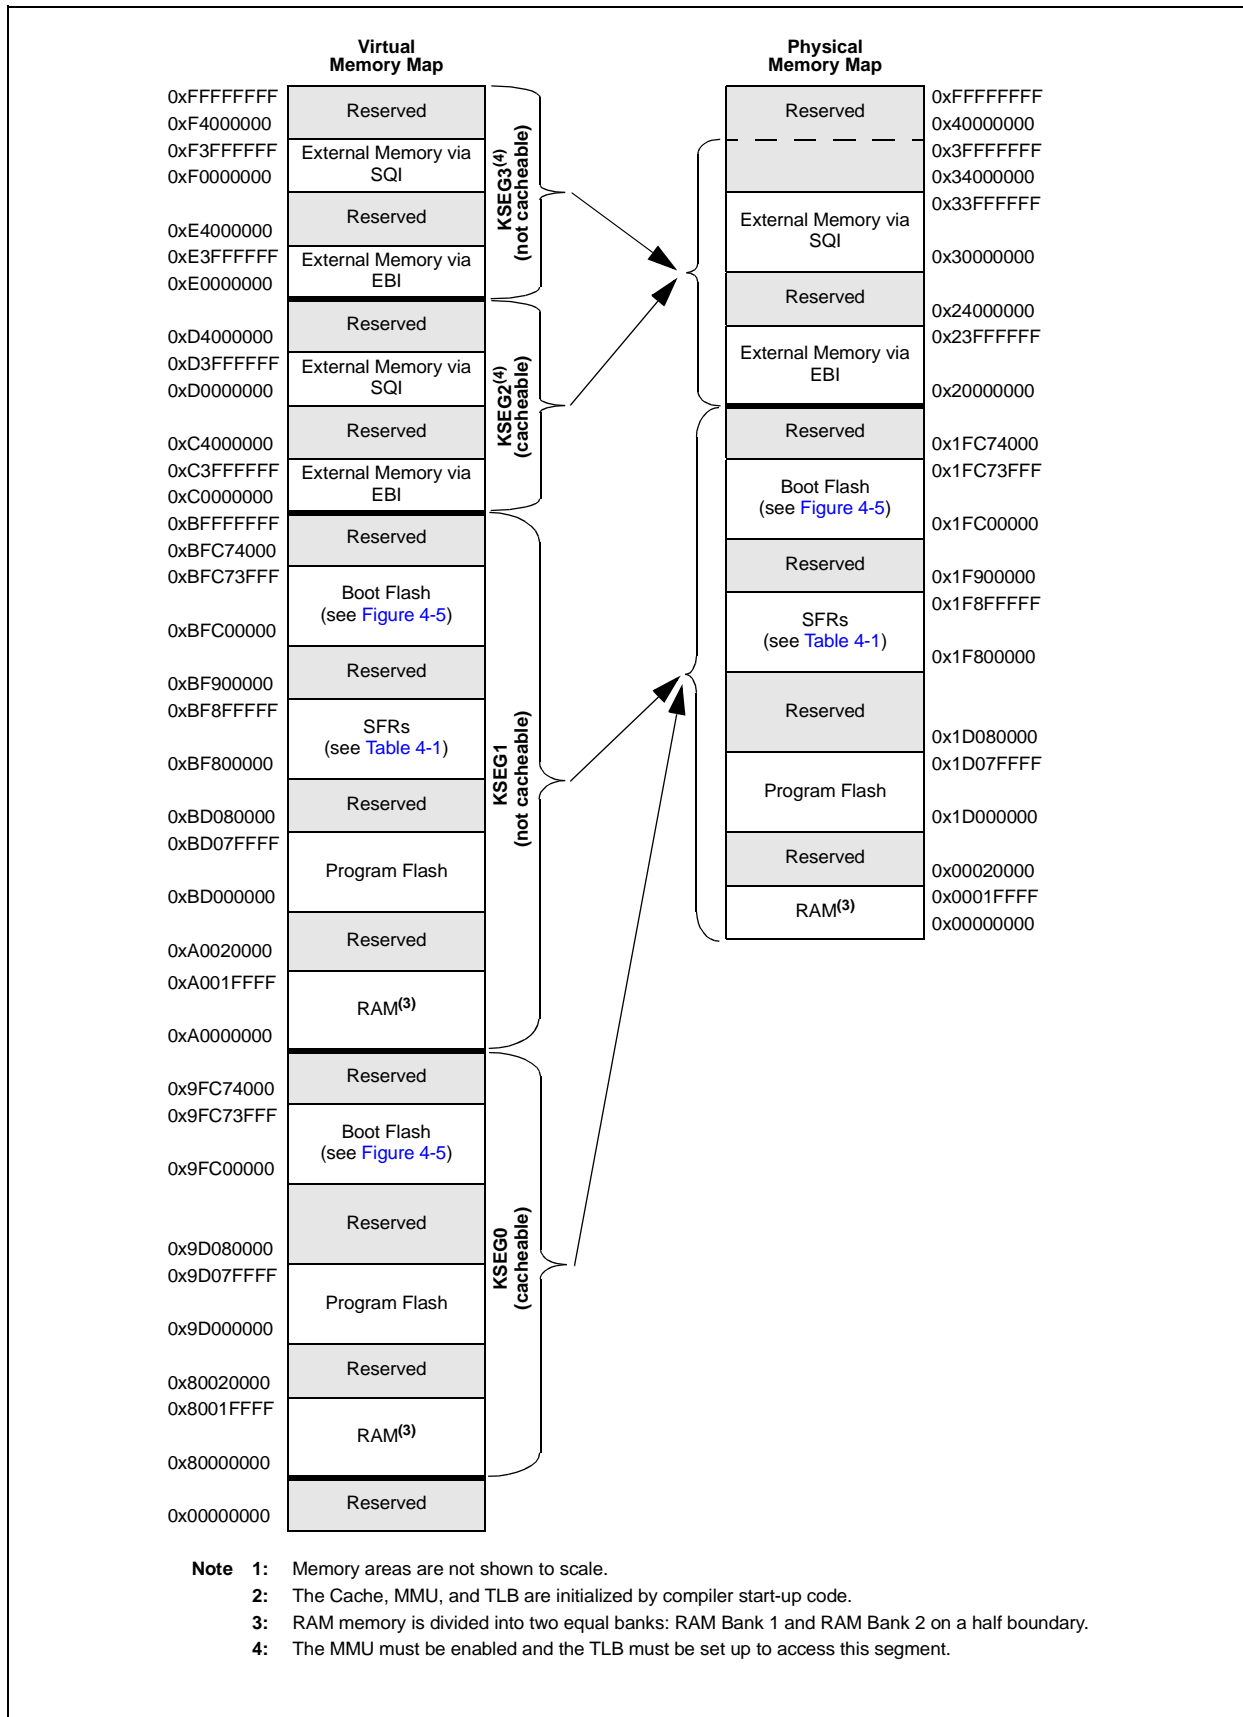 Virtual
Memory Map
0xFFFFFFFF
Reserved
0xF4000000
0xF3FFFFFF
External Memory via
SQI
0xF0000000
Reserved
0xE4000000
0xE3FFFFFF
External Memory via
EBI
0xE0000000
KSEG3(4)
(not cacheable)
Reserved
0xD4000000
0xD3FFFFFF
External Memory via
SQI
0xD0000000
Reserved
0xC4000000
0xC3FFFFFF
External Memory via
EBI
0xC0000000
KSEG2(4)
(cacheable)
0xBFFFFFFF
Reserved
0xBFC74000
0xBFC73FFF
Boot Flash
(see Figure 4-5)
0xBFC00000
Reserved
0xBF900000
0xBF8FFFFF
SFRs
(see Table 4-1)
0xBF800000
Reserved
0xBD080000
0xBD07FFFF
Program Flash
0xBD000000
Reserved
0xA0020000
0xA001FFFF
RAM(3)
0xA0000000
KSEG1
(not cacheable)
Reserved
0x9FC74000
0x9FC73FFF
Boot Flash
(see Figure 4-5)
0x9FC00000
Reserved
0x9D080000
0x9D07FFFF
Program Flash
0x9D000000
Reserved
0x80020000
0x8001FFFF
RAM(3)
0x80000000
KSEG0
(cacheable)
Reserved
0x00000000
Physical
Memory Map
0xFFFFFFFF
Reserved
0x40000000
0x3FFFFFFF
0x34000000
0x33FFFFFF
External Memory via
SQI
0x30000000
Reserved
0x24000000
0x23FFFFFF
External Memory via
EBI
0x20000000
Reserved
0x1FC74000
0x1FC73FFF
Boot Flash
(see Figure 4-5)
0x1FC00000
Reserved
0x1F900000
0x1F8FFFFF
SFRs
(see Table 4-1)
0x1F800000
Reserved
0x1D080000
0x1D07FFFF
Program Flash
0x1D000000
Reserved
0x00020000
0x0001FFFF
RAM(3)
0x00000000
Note 1: Memory areas are not shown to scale.
2: The Cache, MMU, and TLB are initialized by compiler start-up code.
3: RAM memory is divided into two equal banks: RAM Bank 1 and RAM Bank 2 on a half boundary.
4: The MMU must be enabled and the TLB must be set up to access this segment.